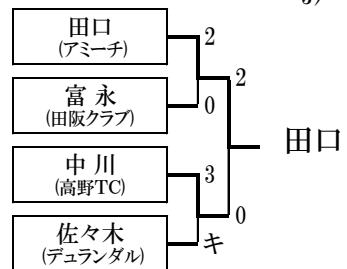 3)
田口
(アミーチ)
2
2
富永
(田阪クラブ)
0
田口
中川
(高野TC)
3
0
佐々木
(デュランダル)
キ